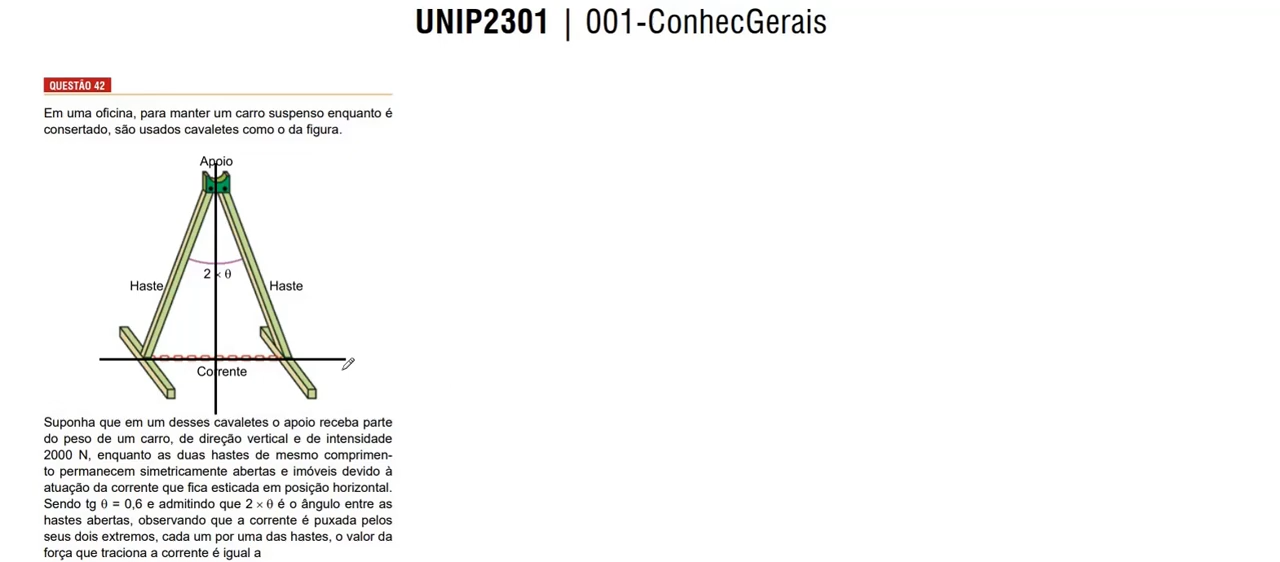 UNIP2301 | 001-ConhecGerais
QUESTÃO 42
Em uma oficina, para manter um carro suspenso enquanto é
consertado, são usados cavaletes como o da figura.
Apoio
2 × θ
Haste
Haste
Corrente
Suponha que em um desses cavaletes o apoio receba parte
do peso de um carro, de direção vertical e de intensidade
2000 N, enquanto as duas hastes de mesmo comprimen-
to permanecem simetricamente abertas e imóveis devido à
atuação da corrente que fica esticada em posição horizontal.
Sendo tg θ = 0,6 e admitindo que 2 × θ é o ângulo entre as
hastes abertas, observando que a corrente é puxada pelos
seus dois extremos, cada um por uma das hastes, o valor da
força que traciona a corrente é igual a